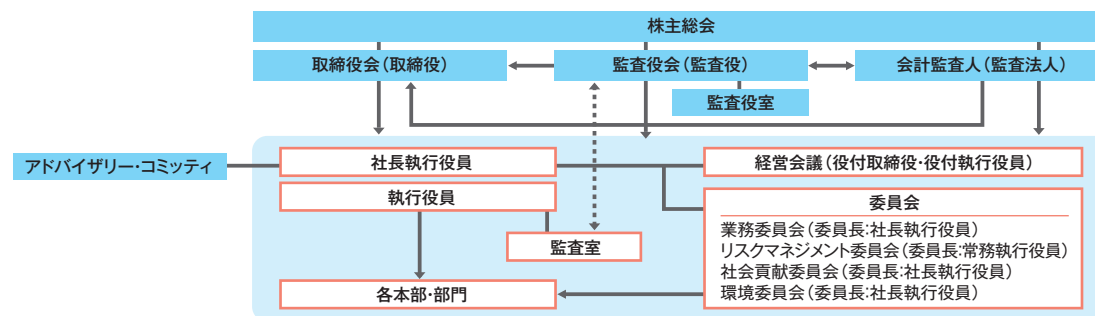 株主総会
取締役会(取締役)
監査役会(監査役)
会計監査人(監査法人)
監査役室
アドバイザリー・コミッティ
社長執行役員
経営会議(役付取締役・役付執行役員)
執行役員
委員会
業務委員会(委員長:社長執行役員)
リスクマネジメント委員会(委員長:常務執行役員)
社会貢献委員会(委員長:社長執行役員)
環境委員会(委員長:社長執行役員)
監査室
各本部・部門